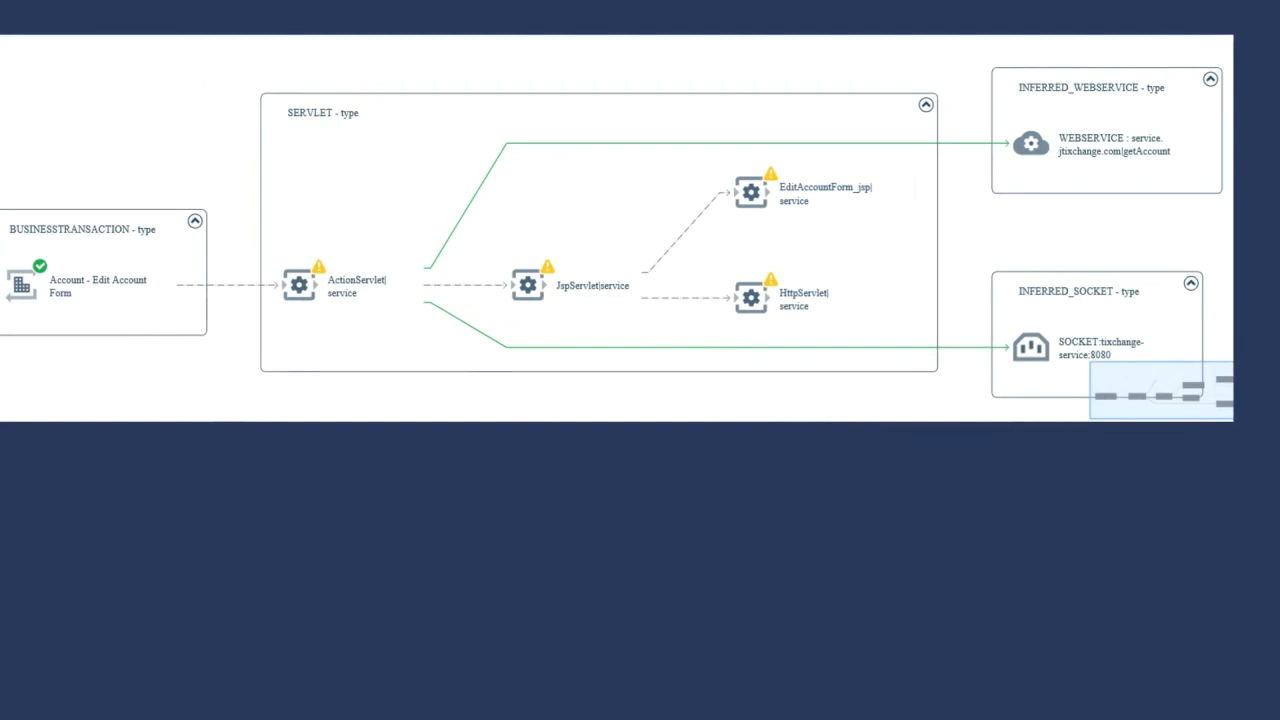 BUSINESSTRANSACTION - type
Account - Edit Account
Form
SERVLET - type
ActionServlet|
service
JspServlet|service
EditAccountForm_jsp|
service
HttpServlet|
service
INFERRED_WEBSERVICE - type
WEBSERVICE : service.
jtixchange.com|getAccount
INFERRED_SOCKET - type
SOCKET:tixchange-
service:8080